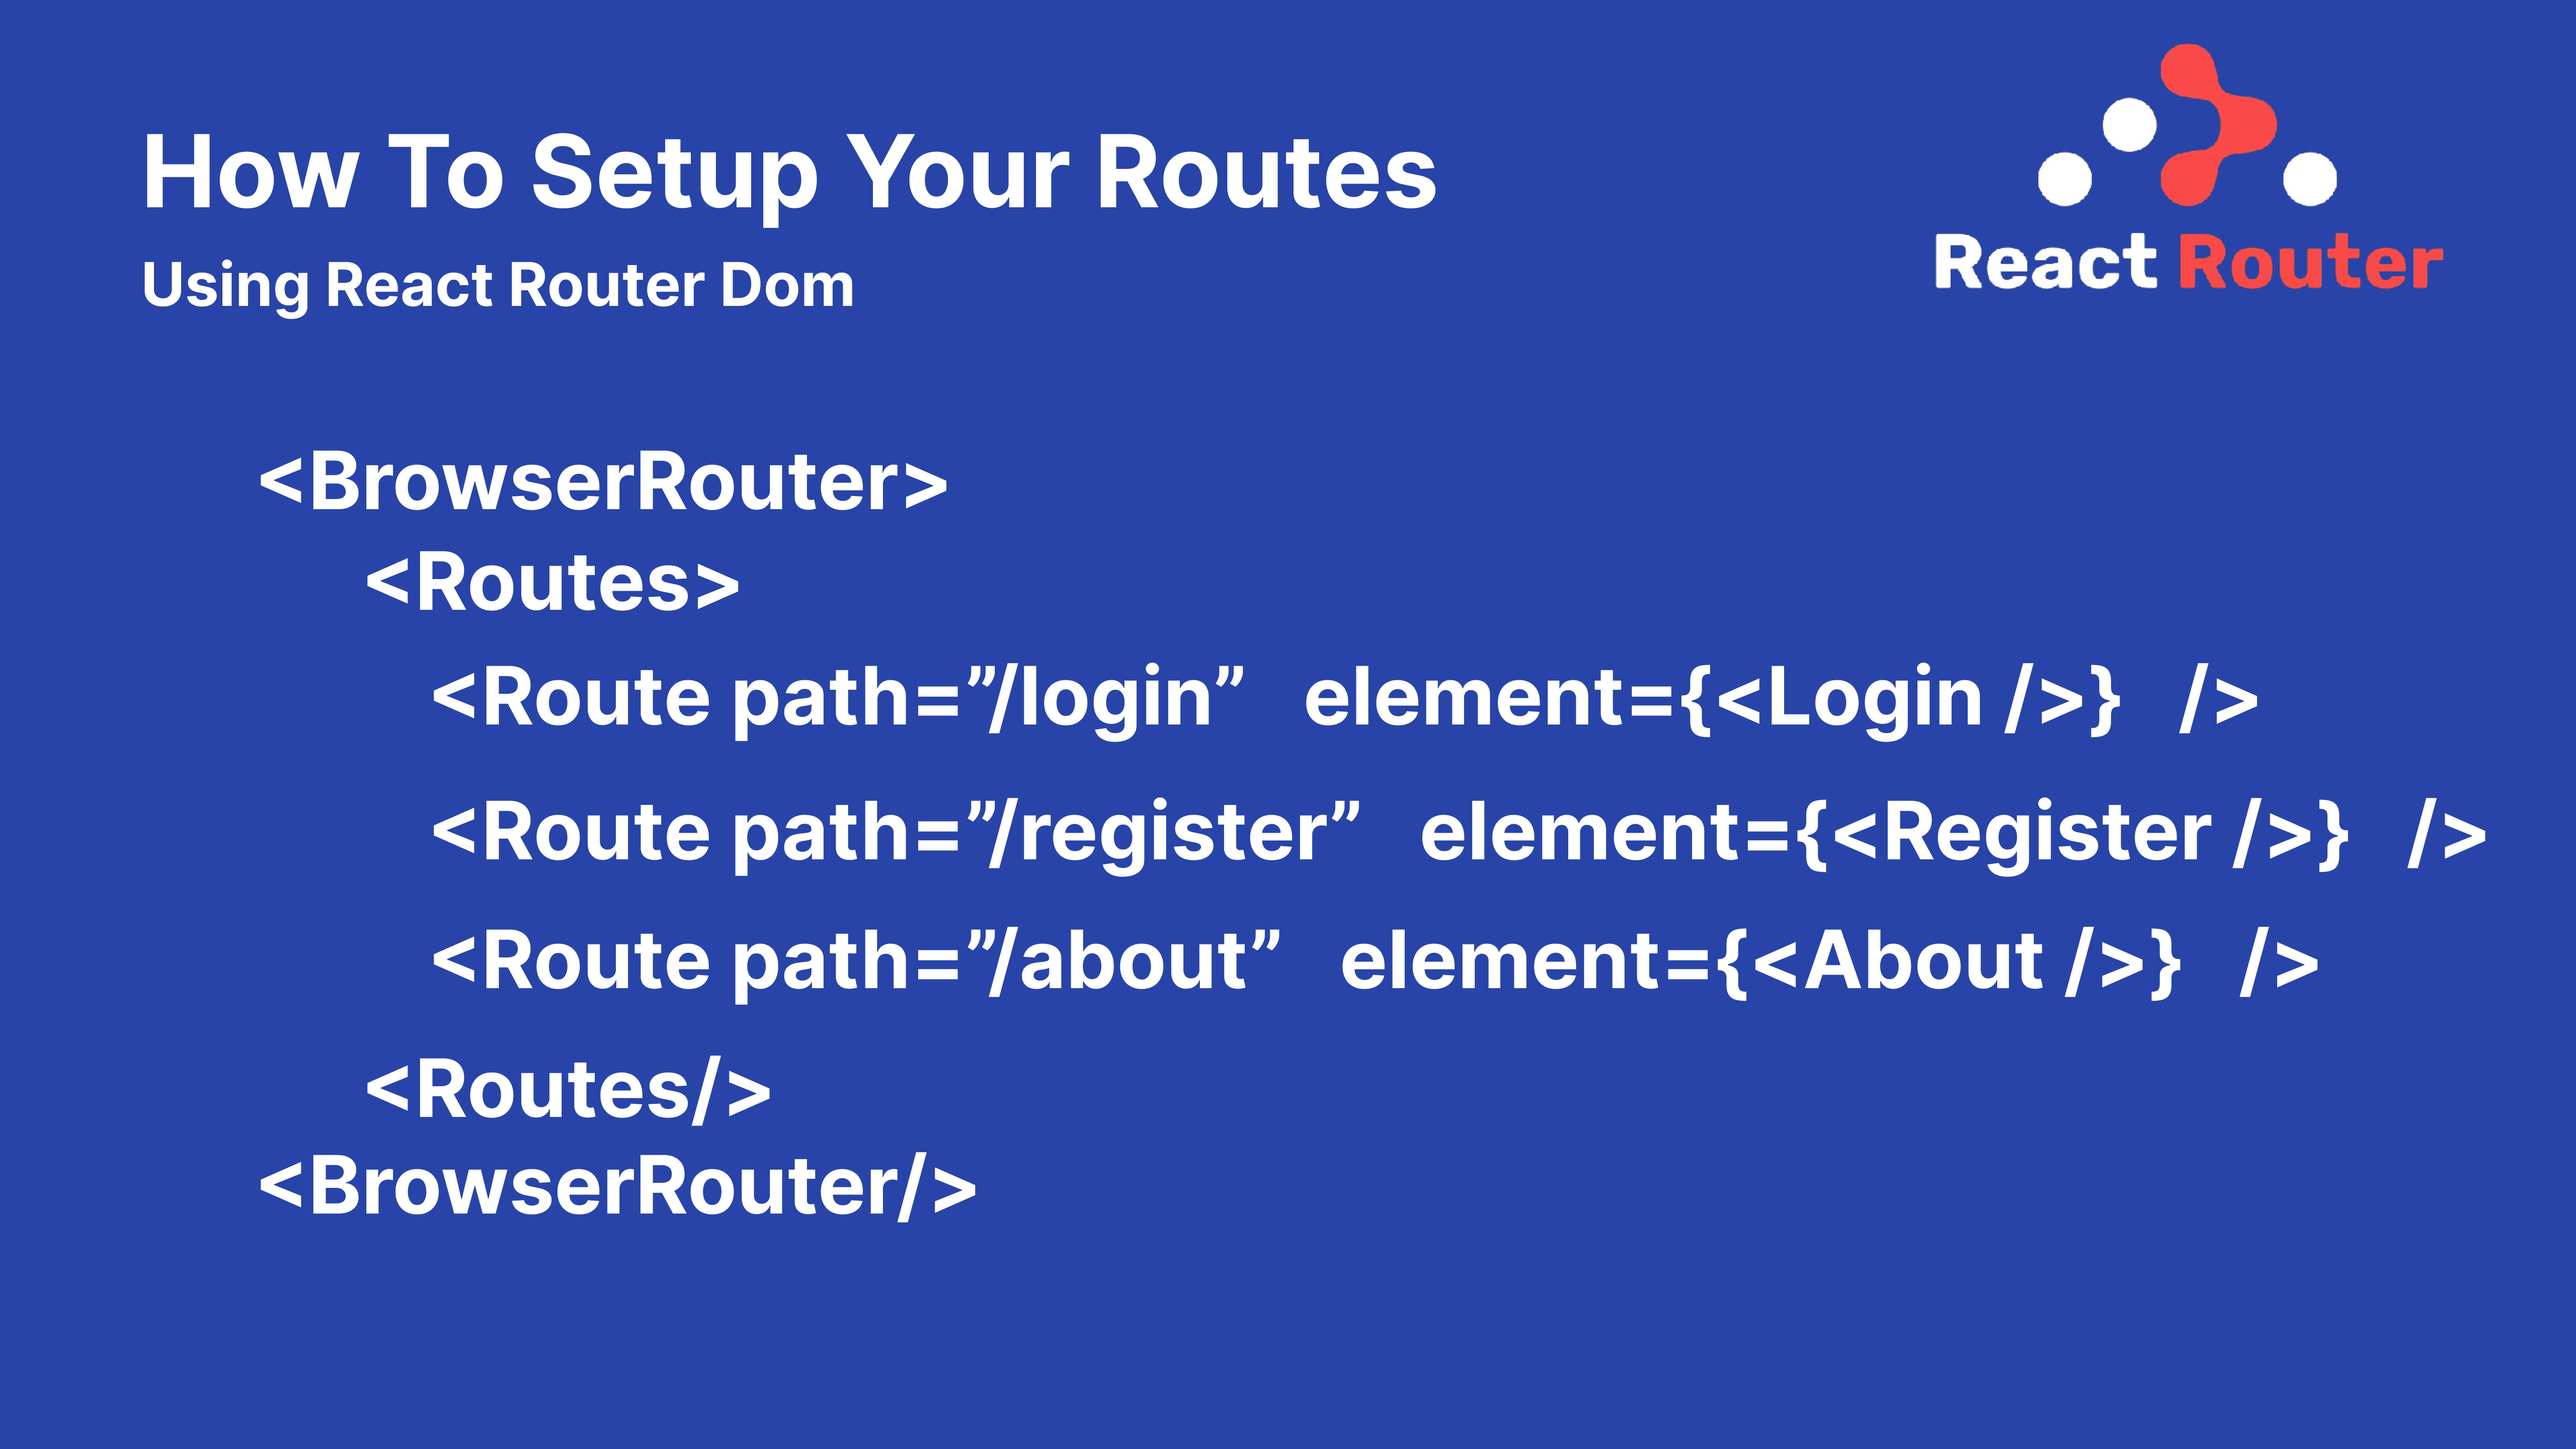 How To Setup Your Routes
React Router
Using React Router Dom
<BrowserRouter>
<Routes>
<Route path=”/login” element={<Login />} />
<Route path=”/register” element={<Register />} />
<Route path=”/about” element={<About />} />
<Routes/>
<BrowserRouter/>